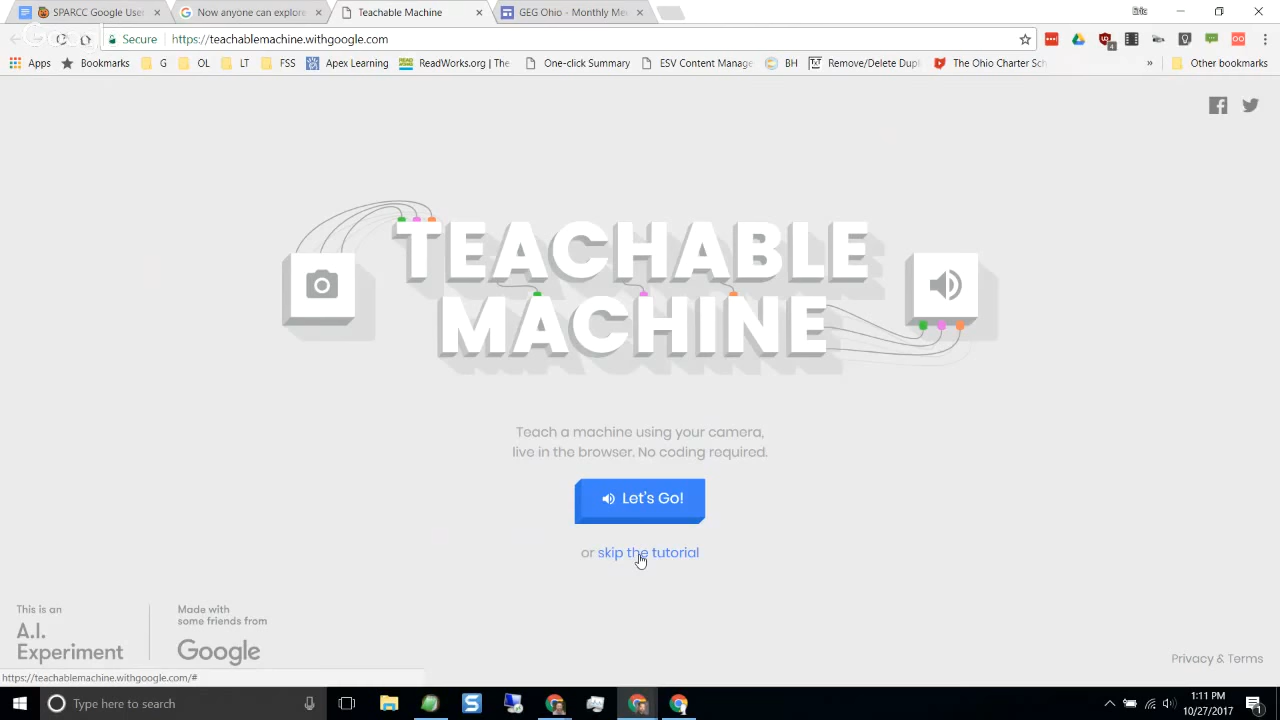 SPARCC Google User
Now anyone can explore
Teachable Machine
GEG Ohio - Monthly Me
Secure
https://teachablemachine.withgoogle.com
4
Apps
Bookmarks
G
OL
LT
FSS
Apex Learning
ReadWorks.org | The
One-click Summary
ESV Content Manage
BH
Remove/Delete Dupl
The Ohio Charter Sch
»
Other bookmarks
TEACHABLE
MACHINE
Teach a machine using your camera,
live in the browser. No coding required.
Let's Go!
or skip the tutorial
This is an
A.I.
Experiment
Made with
some friends from
Google
Privacy & Terms
https://teachablemachine.withgoogle.com/#
Type here to search
1:11 PM
10/27/2017
1